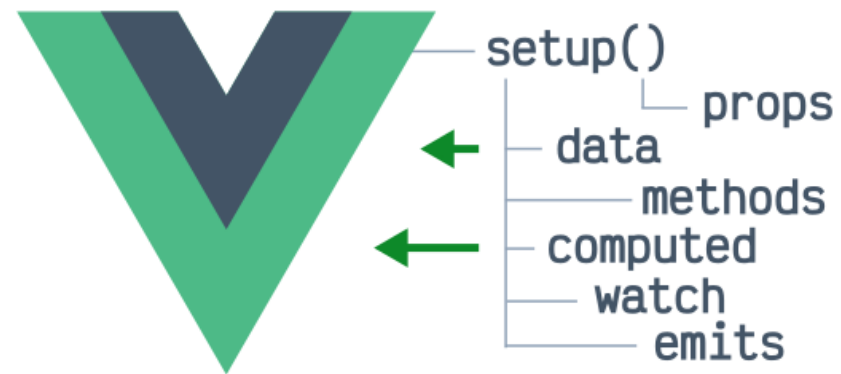 setup()
props
data
methods
computed
watch
emits